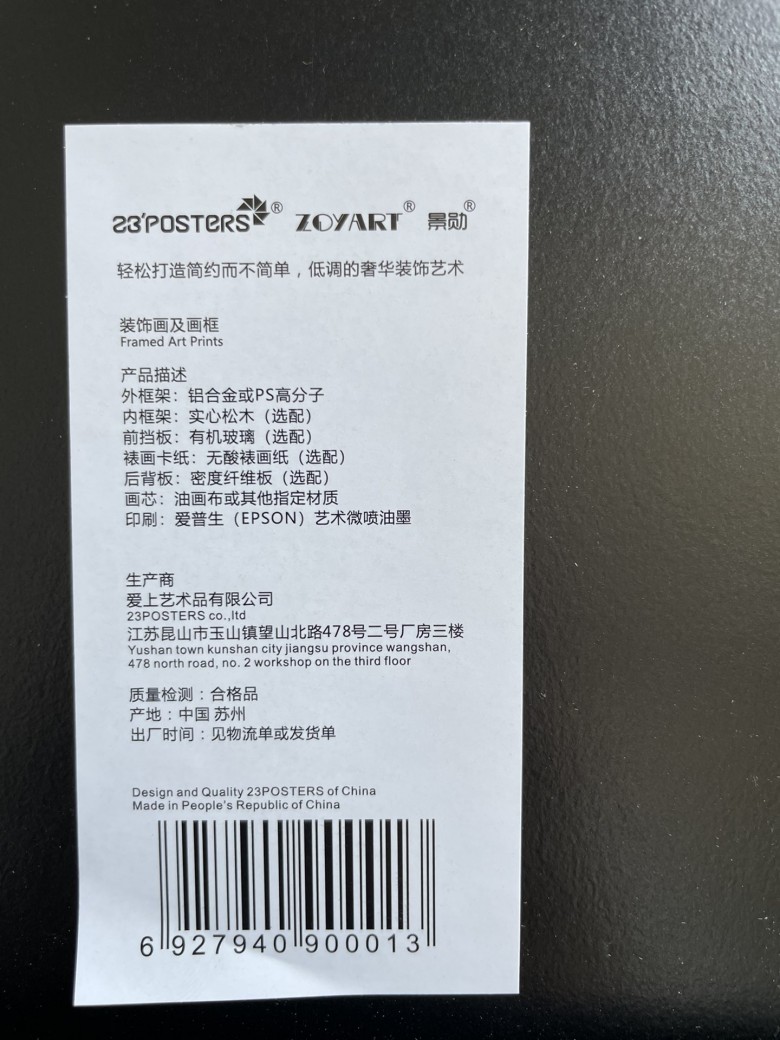 23'POSTERS® ZOYART® 景勋®
轻松打造简约而不简单，低调的奢华装饰艺术
装饰画及画框
Framed Art Prints
产品描述
外框架：铝合金或PS高分子
内框架：实心松木（选配）
前挡板：有机玻璃（选配）
裱画卡纸：无酸裱画纸（选配）
后背板：密度纤维板（选配）
画芯：油画布或其他指定材质
印刷：爱普生（EPSON）艺术微喷油墨
生产商
爱上艺术品有限公司
23POSTERS co.,ltd
江苏昆山市玉山镇望山北路478号二号厂房三楼
Yushan town kunshan city jiangsu province wangshan,
478 north road, no. 2 workshop on the third floor
质量检测：合格品
产地：中国 苏州
出厂时间：见物流单或发货单
Design and Quality 23POSTERS of China
Made in People's Republic of China
6 927940 900013